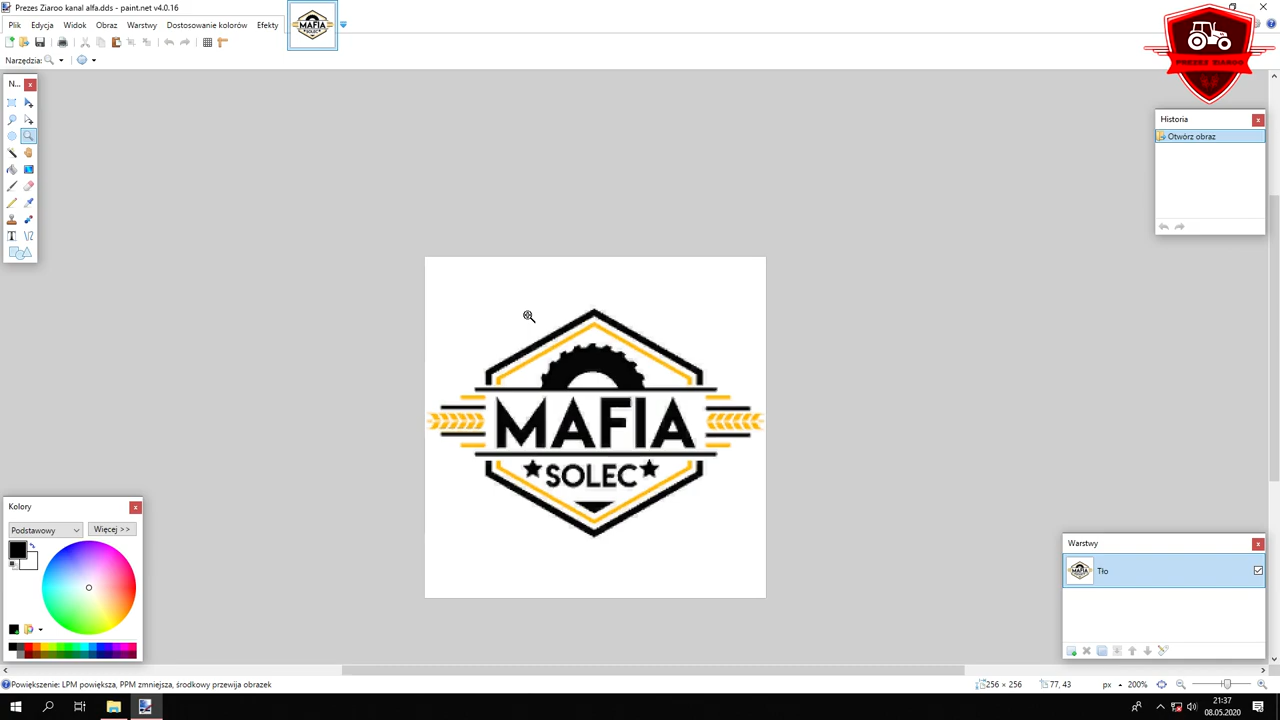 Prezes Ziaroo kanal alfa.dds - paint.net v4.0.16
Plik Edycja Widok Obraz Warstwy Dostosowanie kolorów Efekty
Narzędzia:
N...
PREZES ZIAROO
Historia
Otwórz obraz
MAFIA
SOLEC
Kolory
Podstawowy
Więcej >>
Warstwy
Tło
Powiększenie: LPM powiększa, PPM zmniejsza, środkowy przewija obrazek
256 × 256
77, 43
px
200%
21:37
08.05.2020